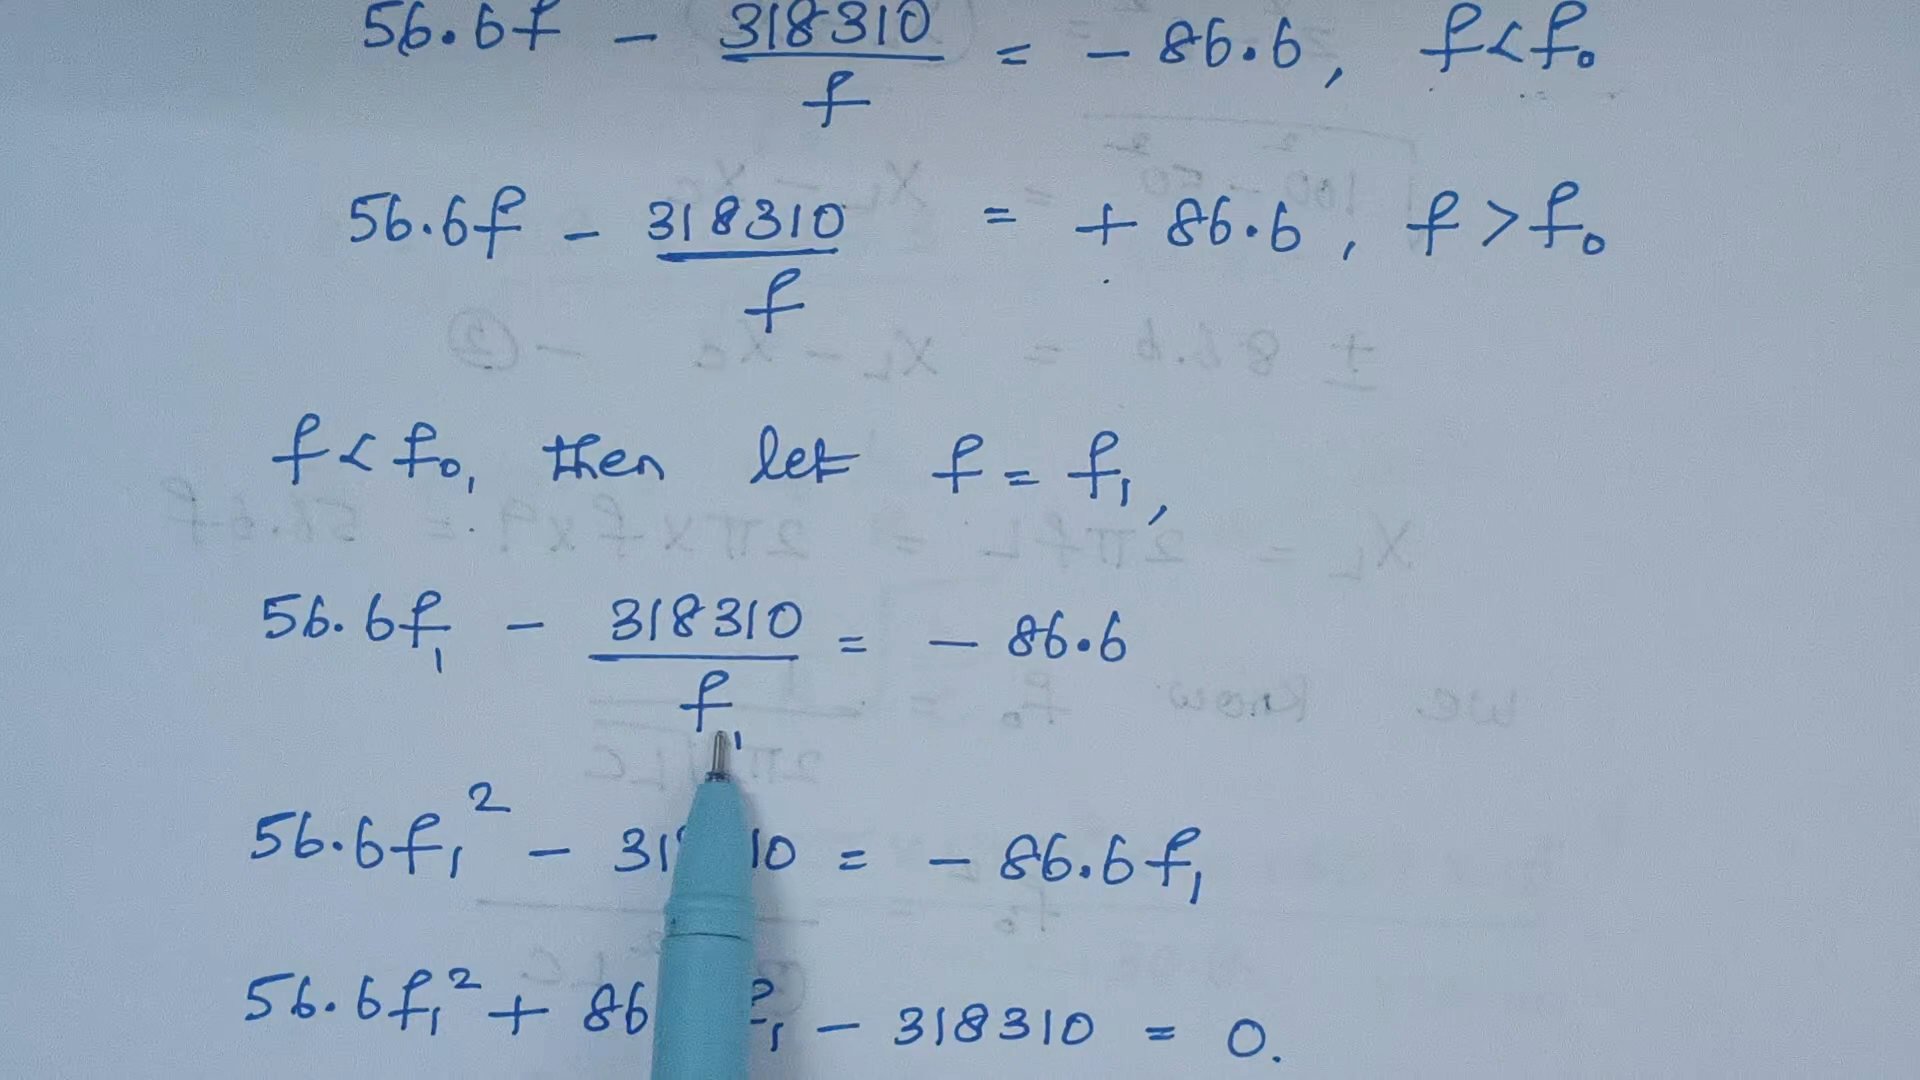 56.6f - 318310/f = - 86.6, f<f₀
56.6f - 318310/f = + 86.6, f>f₀
f<f₀, then let f = f₁,
56.6f₁ - 318310/f₁ = - 86.6
56.6f₁² - 31 10 = - 86.6f₁
56.6f₁² + 86 f₁ - 318310 = 0.